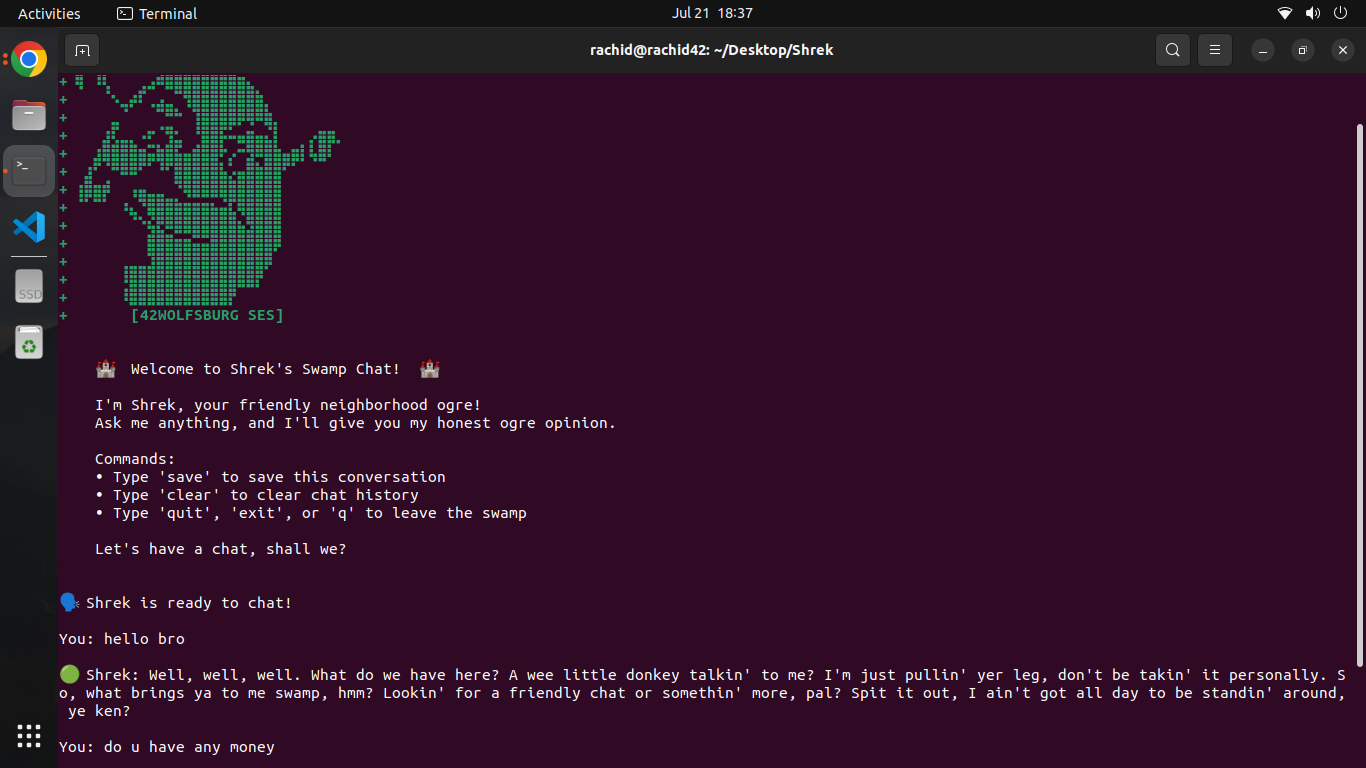 Activities
Terminal
Jul 21 18:37
rachid@rachid42: ~/Desktop/Shrek
+
+
+
+
+
+
+
+
+
+
+
+
+
+ [42WOLFSBURG SES]
🏰 Welcome to Shrek's Swamp Chat! 🏰
I'm Shrek, your friendly neighborhood ogre!
Ask me anything, and I'll give you my honest ogre opinion.
Commands:
• Type 'save' to save this conversation
• Type 'clear' to clear chat history
• Type 'quit', 'exit', or 'q' to leave the swamp
Let's have a chat, shall we?
🗣 Shrek is ready to chat!
You: hello bro
🟢 Shrek: Well, well, well. What do we have here? A wee little donkey talkin' to me? I'm just pullin' yer leg, don't be takin' it personally. S
o, what brings ya to me swamp, hmm? Lookin' for a friendly chat or somethin' more, pal? Spit it out, I ain't got all day to be standin' around,
ye ken?
You: do u have any money
SSD